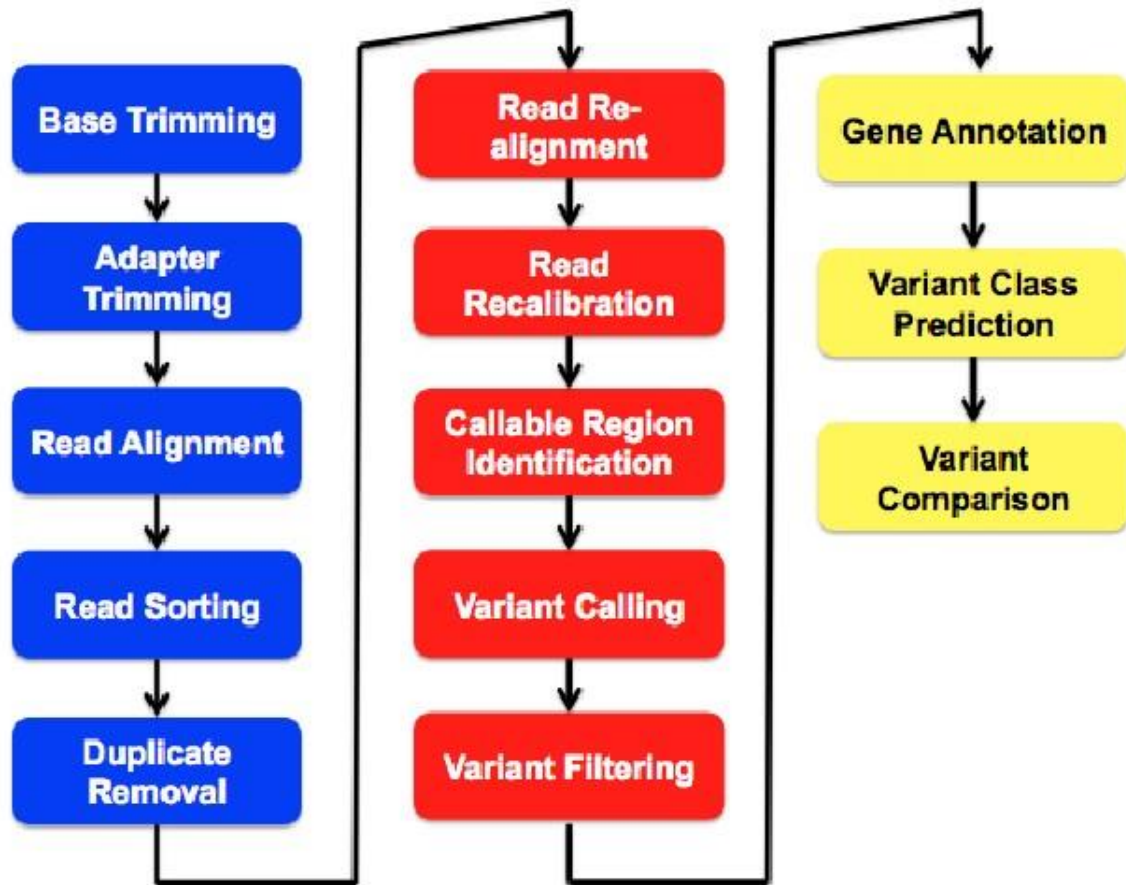 Base Trimming
Adapter
Trimming
Read Alignment
Read Sorting
Duplicate
Removal
Read Re-
alignment
Read
Recalibration
Callable Region
Identification
Variant Calling
Variant Filtering
Gene Annotation
Variant Class
Prediction
Variant
Comparison